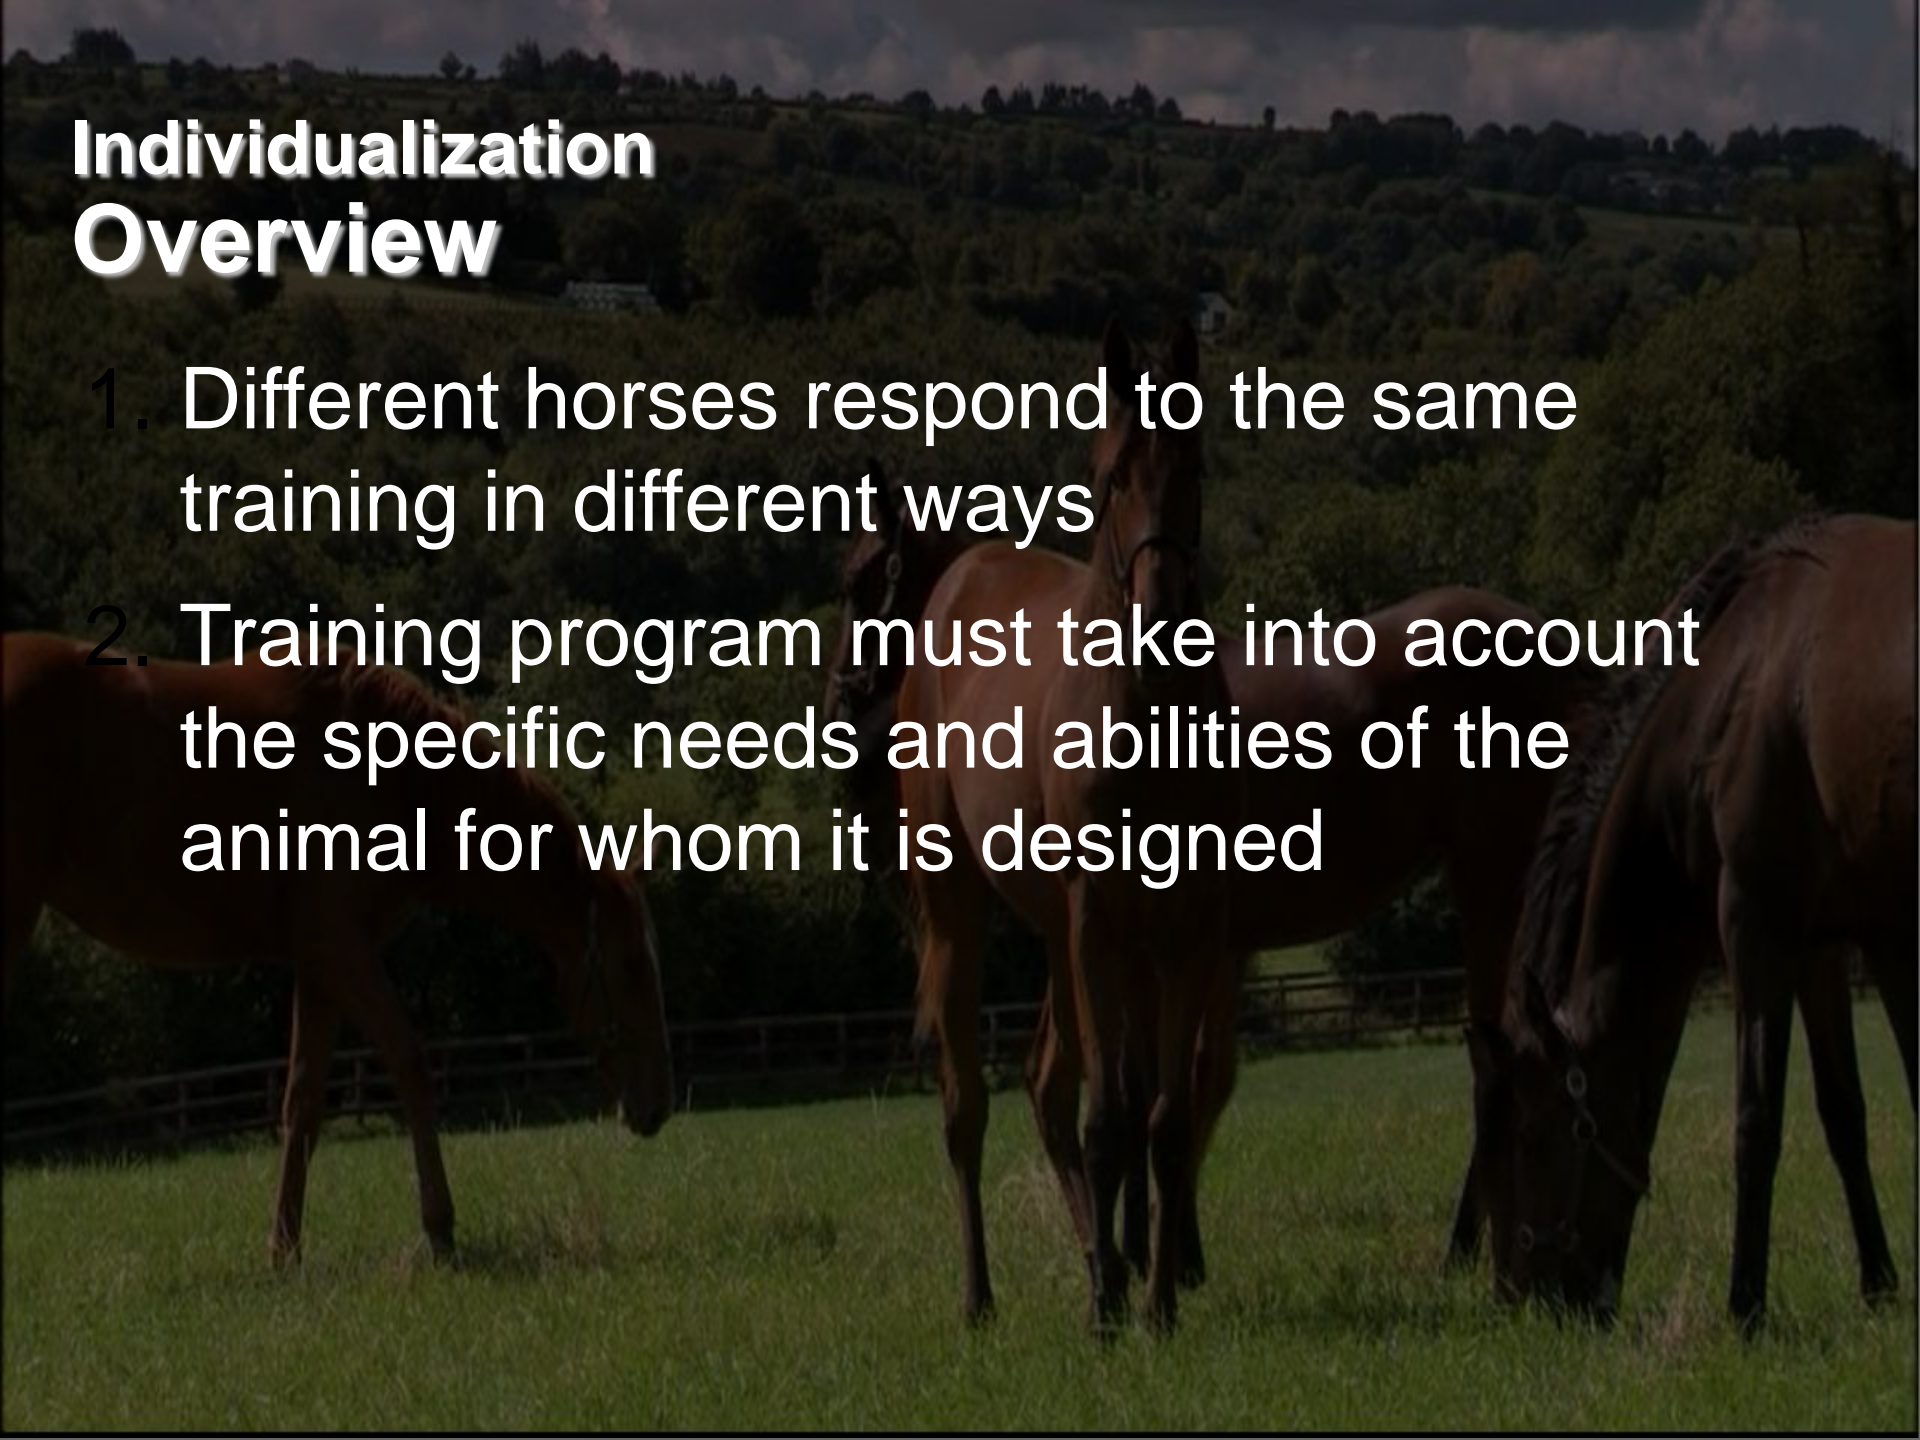 Individualization
Overview
1. Different horses respond to the same
training in different ways
2. Training program must take into account
the specific needs and abilities of the
animal for whom it is designed